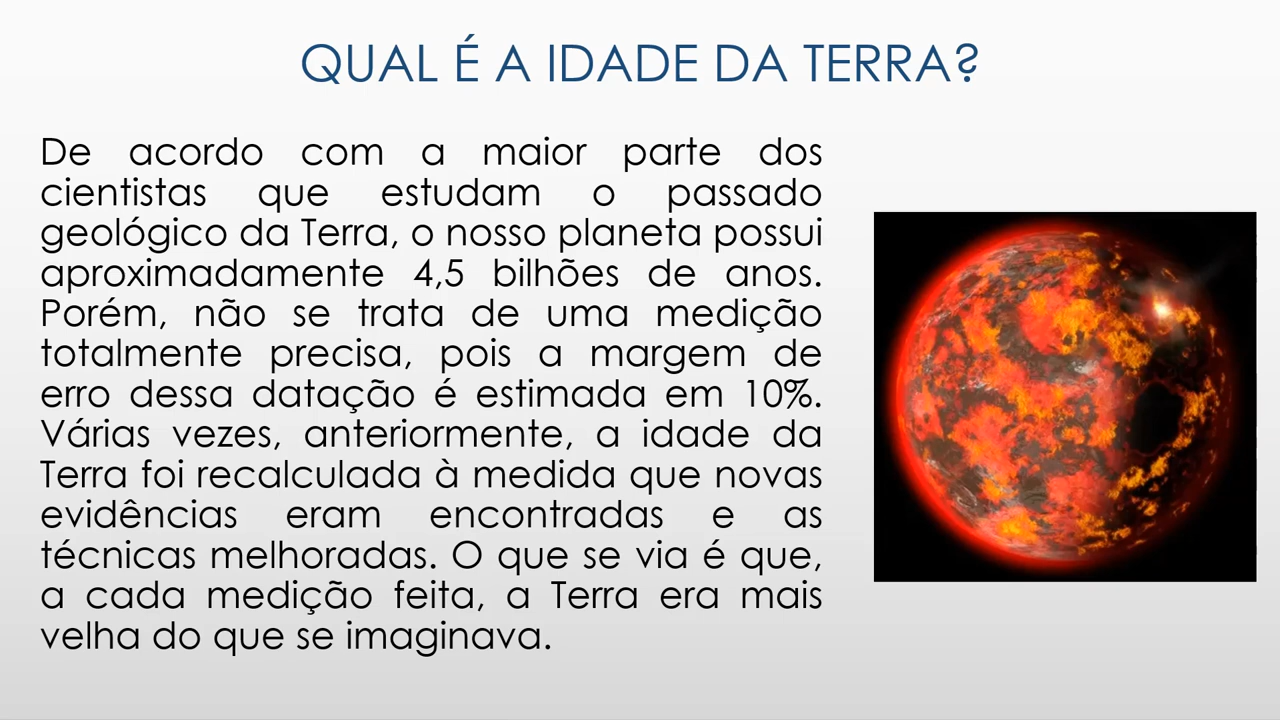 QUAL É A IDADE DA TERRA?
De acordo com a maior parte dos
cientistas que estudam o passado
geológico da Terra, o nosso planeta possui
aproximadamente 4,5 bilhões de anos.
Porém, não se trata de uma medição
totalmente precisa, pois a margem de
erro dessa datação é estimada em 10%.
Várias vezes, anteriormente, a idade da
Terra foi recalculada à medida que novas
evidências eram encontradas e as
técnicas melhoradas. O que se via é que,
a cada medição feita, a Terra era mais
velha do que se imaginava.